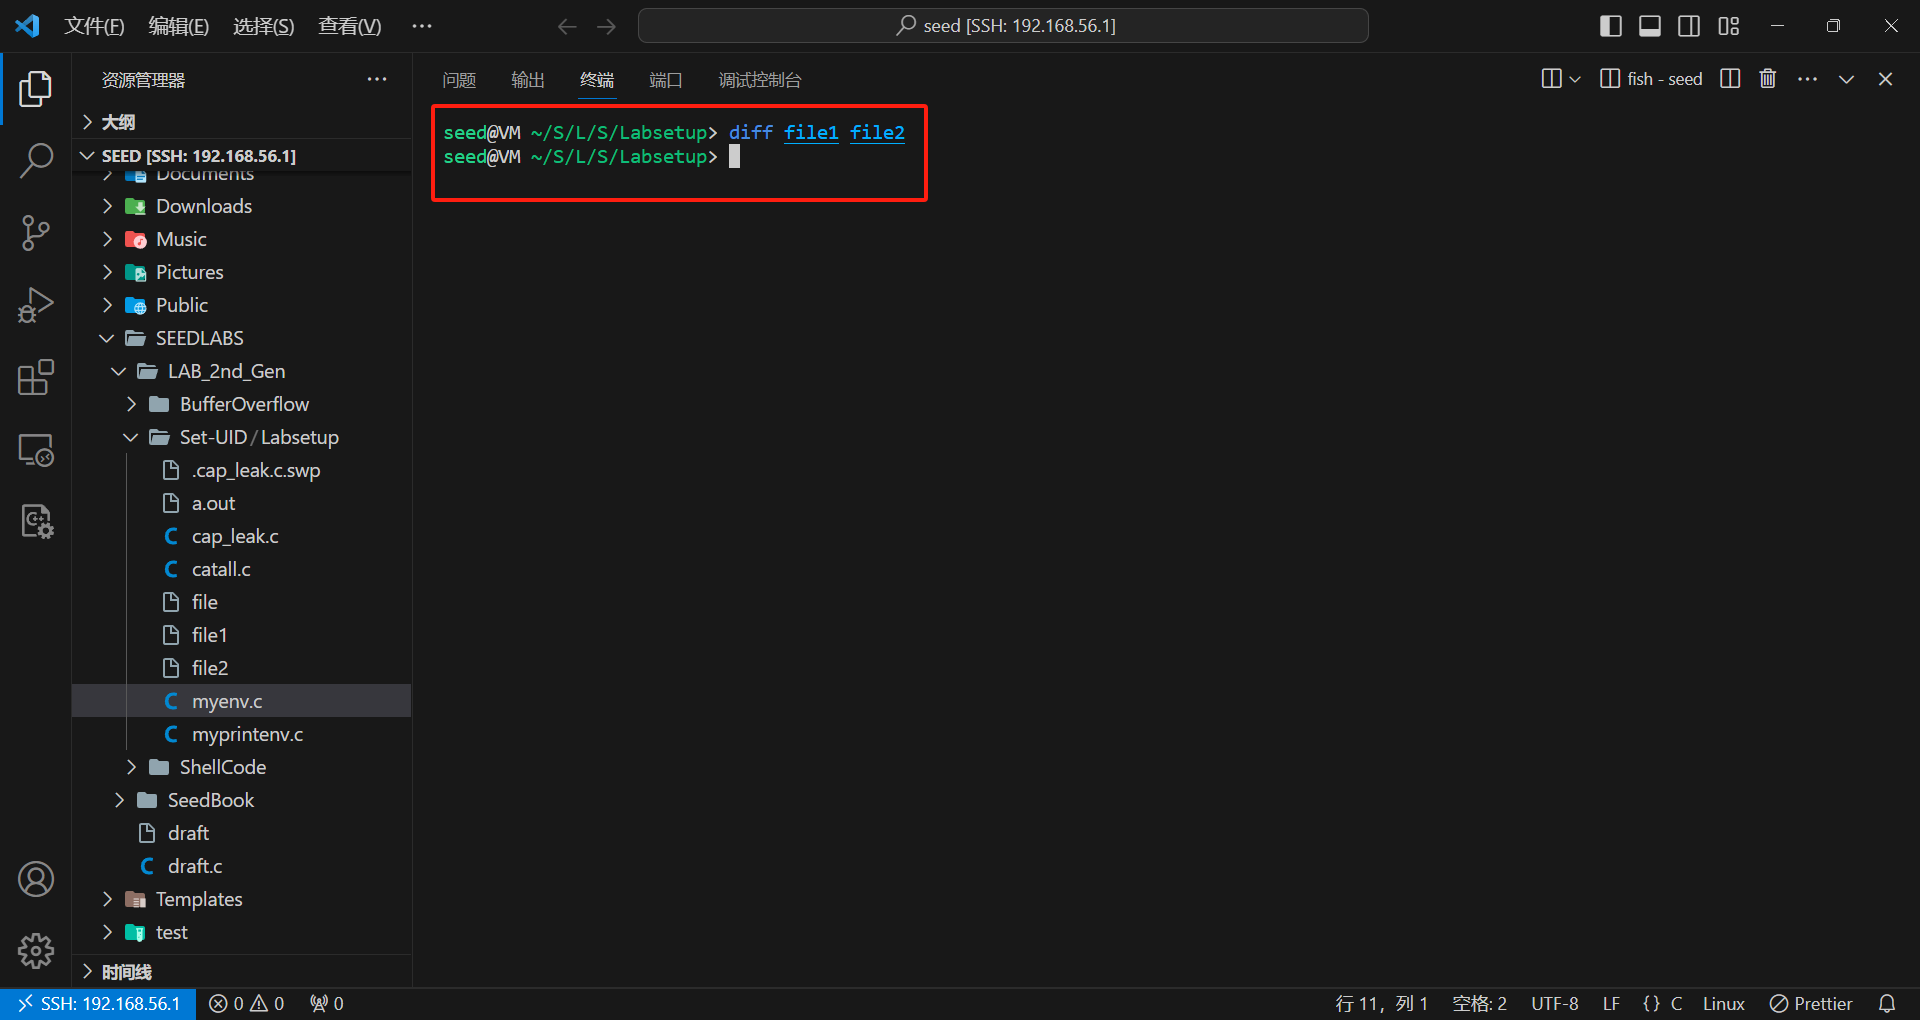 文件(F) 编辑(E) 选择(S) 查看(V) ··· seed [SSH: 192.168.56.1]
资源管理器 ···
大纲
SEED [SSH: 192.168.56.1]
Documents
Downloads
Music
Pictures
Public
SEEDLABS
LAB_2nd_Gen
BufferOverflow
Set-UID / Labsetup
.cap_leak.c.swp
a.out
C cap_leak.c
C catall.c
file
file1
file2
C myenv.c
C myprintenv.c
ShellCode
SeedBook
draft
C draft.c
Templates
test
时间线
问题 输出 终端 端口 调试控制台 fish - seed ···
seed@VM ~/S/L/S/Labsetup> diff file1 file2
seed@VM ~/S/L/S/Labsetup>
SSH: 192.168.56.1 0 0 0 行 11，列 1 空格: 2 UTF-8 LF {} C Linux Prettier